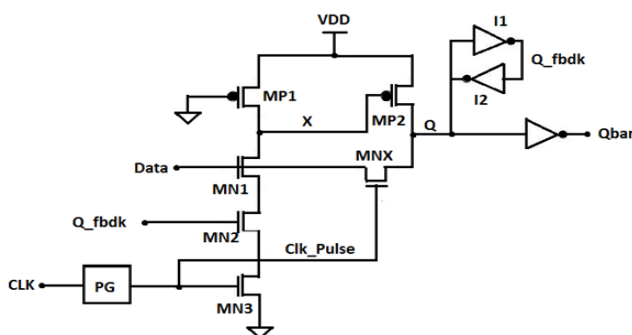 VDD
I1
Q_fbdk
I2
MP1
MP2
X
Q
Qbar
Data
MNX
MN1
Q_fbdk
MN2
Clk_Pulse
CLK
PG
MN3